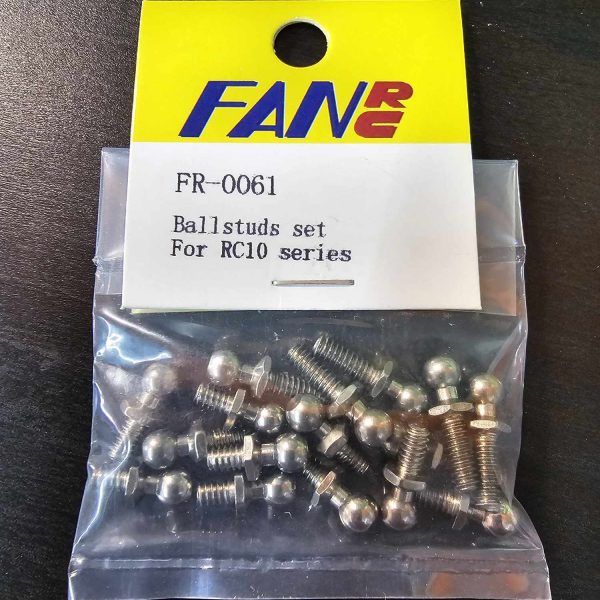 FAN RC
FR-0061
Ballstuds set
For RC10 series